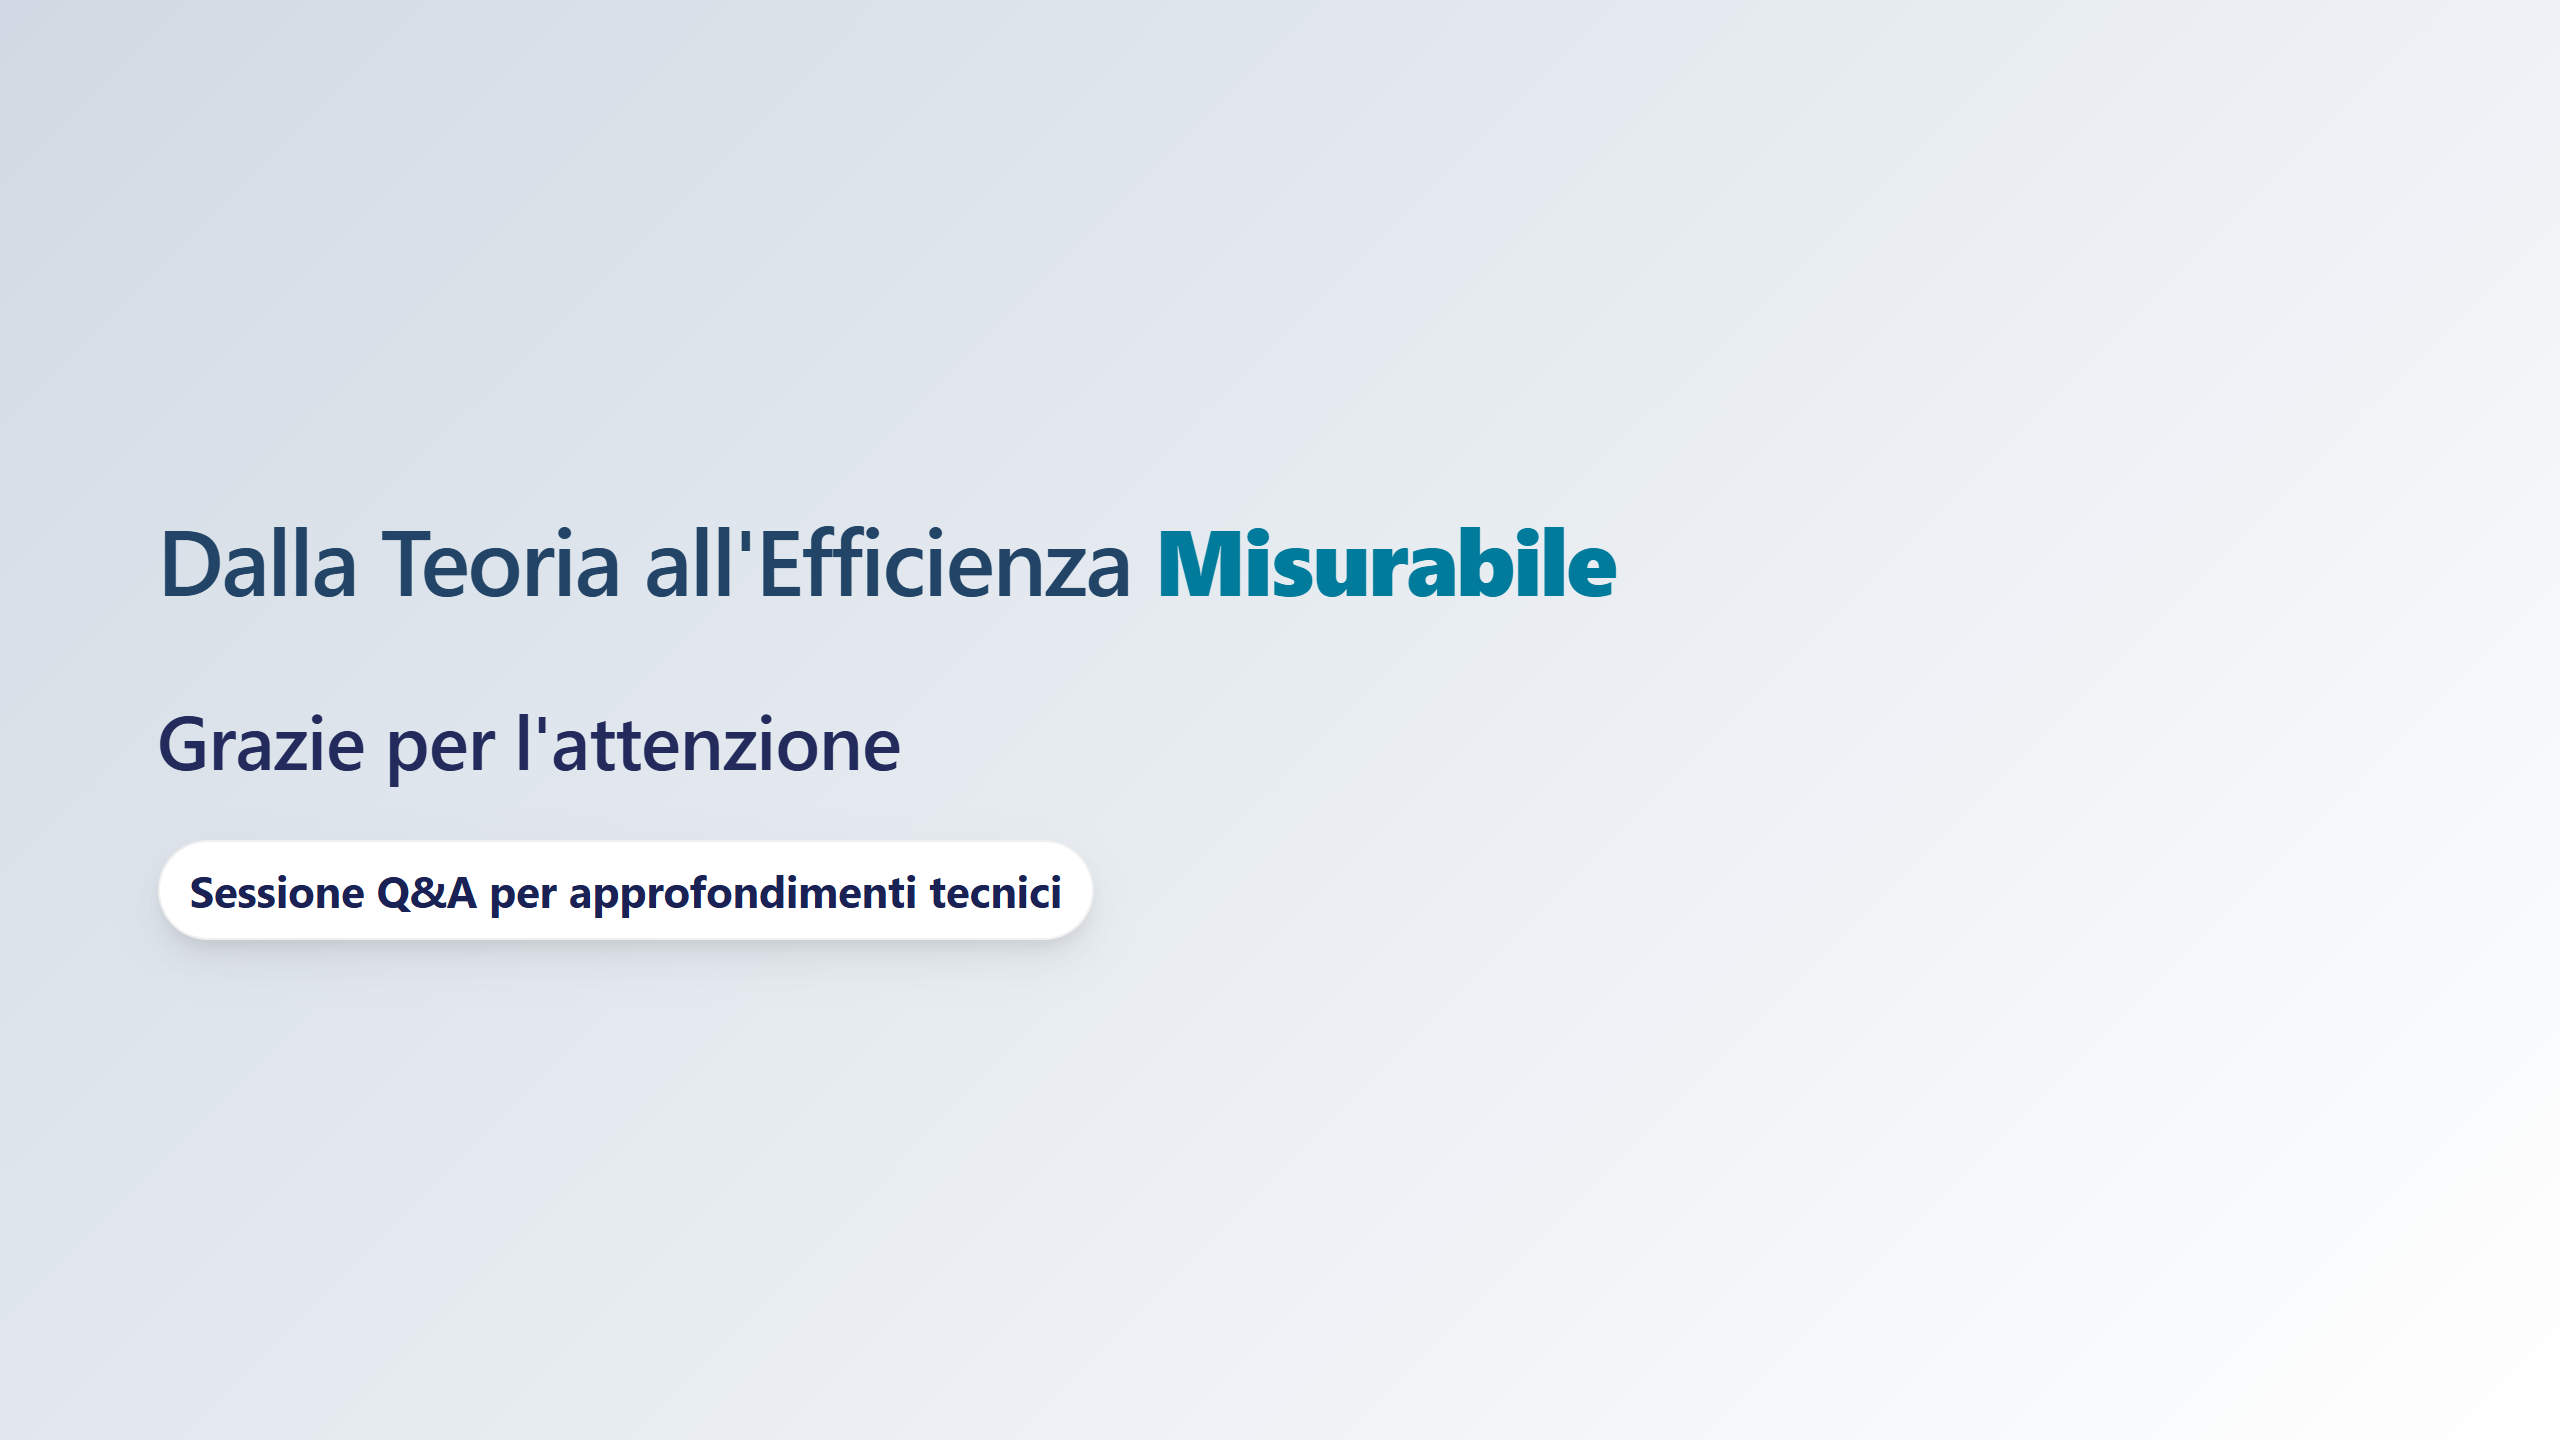 Dalla Teoria all'Efficienza Misurabile
Grazie per l'attenzione
Sessione Q&A per approfondimenti tecnici